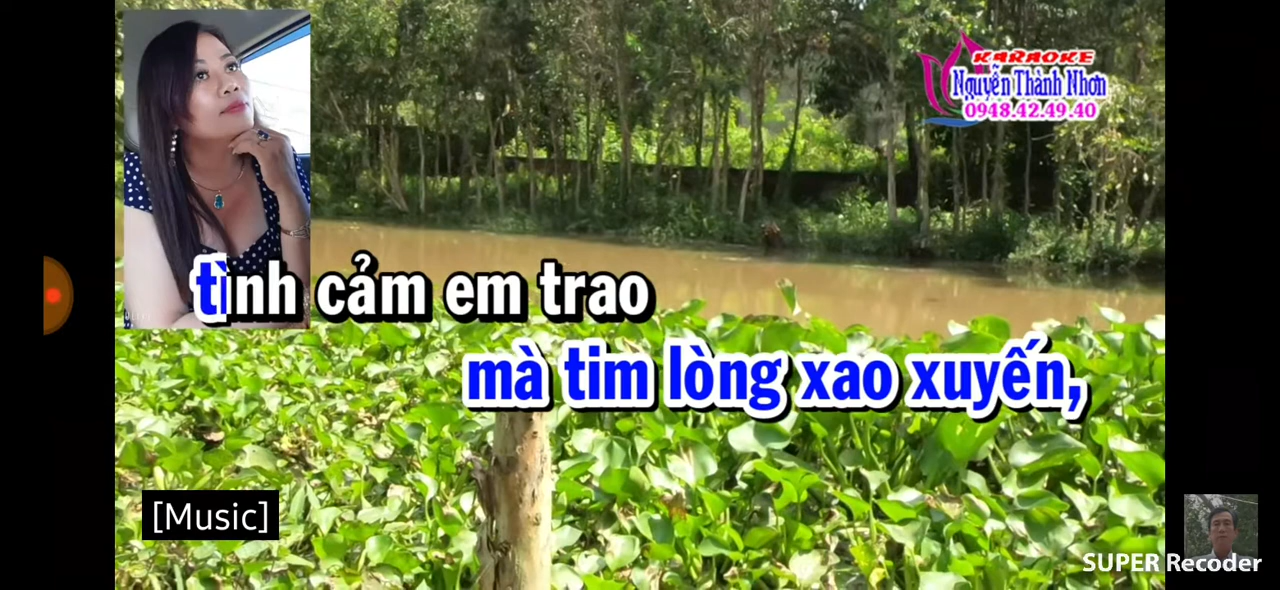 KARAOKE
Nguyễn Thành Nhơn
0948.42.49.40
tình cảm em trao
mà tim lòng xao xuyến,
[Music]
SUPER Recoder